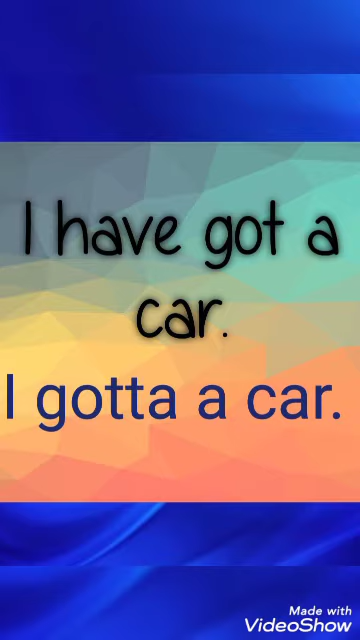 I have got a
car.
I gotta a car.
Made with
VideoShow